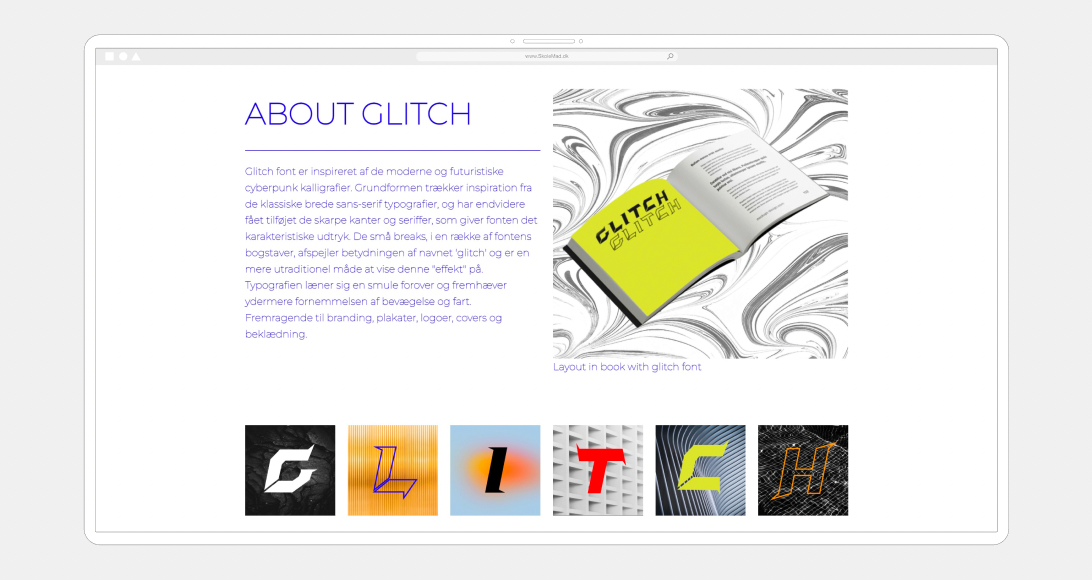 www.SkoleMad.dk
ABOUT GLITCH
Glitch font er inspireret af de moderne og futuristiske
cyberpunk kalligrafier. Grundformen trækker inspiration fra
de klassiske brede sans-serif typografier, og har endvidere
fået tilføjet de skarpe kanter og seriffer, som giver fonten det
karakteristiske udtryk. De små breaks, i en række af fontens
bogstaver, afspejler betydningen af navnet 'glitch' og er en
mere utraditionel måde at vise denne "effekt" på.
Typografien læner sig en smule forover og fremhæver
ydermere fornemmelsen af bevægelse og fart.
Fremragende til branding, plakater, logoer, covers og
beklædning.
GLITCH
GLITCH
Layout in book with glitch font
G L I T C H